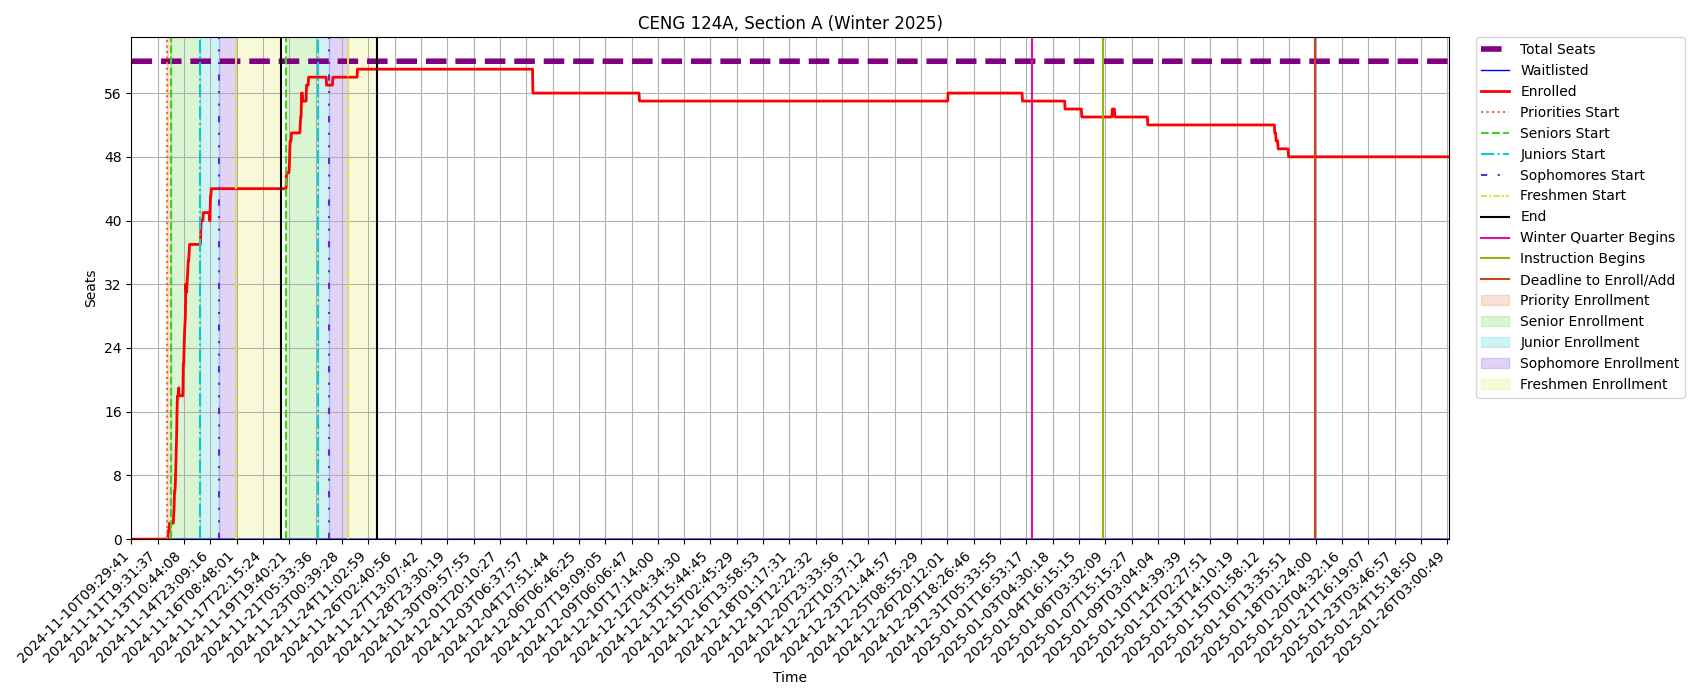 CENG 124A, Section A (Winter 2025)
Seats
56
48
40
32
24
16
8
0
2024-11-10T09:29:41
2024-11-11T19:31:37
2024-11-13T10:44:08
2024-11-14T23:09:16
2024-11-16T08:48:01
2024-11-17T22:15:24
2024-11-19T19:40:21
2024-11-21T05:33:36
2024-11-23T00:39:28
2024-11-24T11:02:59
2024-11-26T02:40:56
2024-11-27T13:07:42
2024-11-28T23:30:19
2024-11-30T09:57:55
2024-12-01T20:10:27
2024-12-03T06:37:57
2024-12-04T17:51:44
2024-12-06T06:46:25
2024-12-07T19:09:05
2024-12-09T06:06:47
2024-12-10T17:14:00
2024-12-12T04:34:30
2024-12-13T15:44:45
2024-12-15T02:45:29
2024-12-16T13:58:53
2024-12-18T01:17:31
2024-12-19T12:22:32
2024-12-20T23:33:56
2024-12-22T10:37:12
2024-12-23T21:44:57
2024-12-25T08:55:29
2024-12-26T20:12:01
2024-12-29T18:26:46
2024-12-31T05:33:55
2025-01-01T16:53:17
2025-01-03T04:30:18
2025-01-04T16:15:15
2025-01-06T03:32:09
2025-01-07T15:15:27
2025-01-09T03:04:04
2025-01-10T14:39:39
2025-01-12T02:27:51
2025-01-13T14:10:19
2025-01-15T01:58:12
2025-01-16T13:35:51
2025-01-18T01:24:00
2025-01-20T04:32:16
2025-01-21T16:19:07
2025-01-23T03:46:57
2025-01-24T15:18:50
2025-01-26T03:00:49
Time
Total Seats
Waitlisted
Enrolled
Priorities Start
Seniors Start
Juniors Start
Sophomores Start
Freshmen Start
End
Winter Quarter Begins
Instruction Begins
Deadline to Enroll/Add
Priority Enrollment
Senior Enrollment
Junior Enrollment
Sophomore Enrollment
Freshmen Enrollment